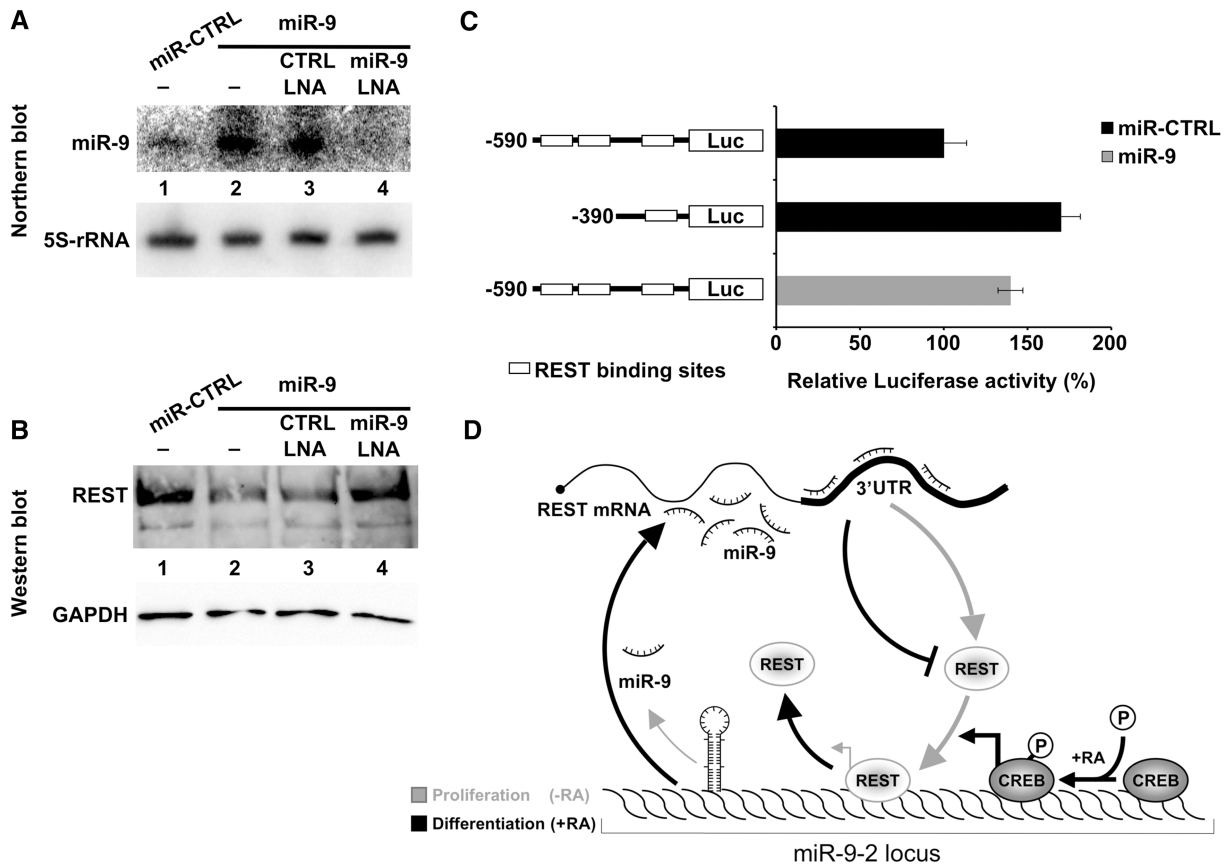 A
miR-CTRL
miR-9
CTRL miR-9
– – LNA LNA
Northern blot
miR-9
1 2 3 4
5S-rRNA
B
miR-CTRL
miR-9
CTRL miR-9
– – LNA LNA
Western blot
REST
1 2 3 4
GAPDH
C
-590 Luc
-390 Luc
-590 Luc
miR-CTRL
miR-9
0 50 100 150 200
Relative Luciferase activity (%)
REST binding sites
D
REST mRNA
3’UTR
miR-9
REST
REST
miR-9
P
P
+RA
REST
CREB
CREB
Proliferation (-RA)
Differentiation (+RA)
miR-9-2 locus